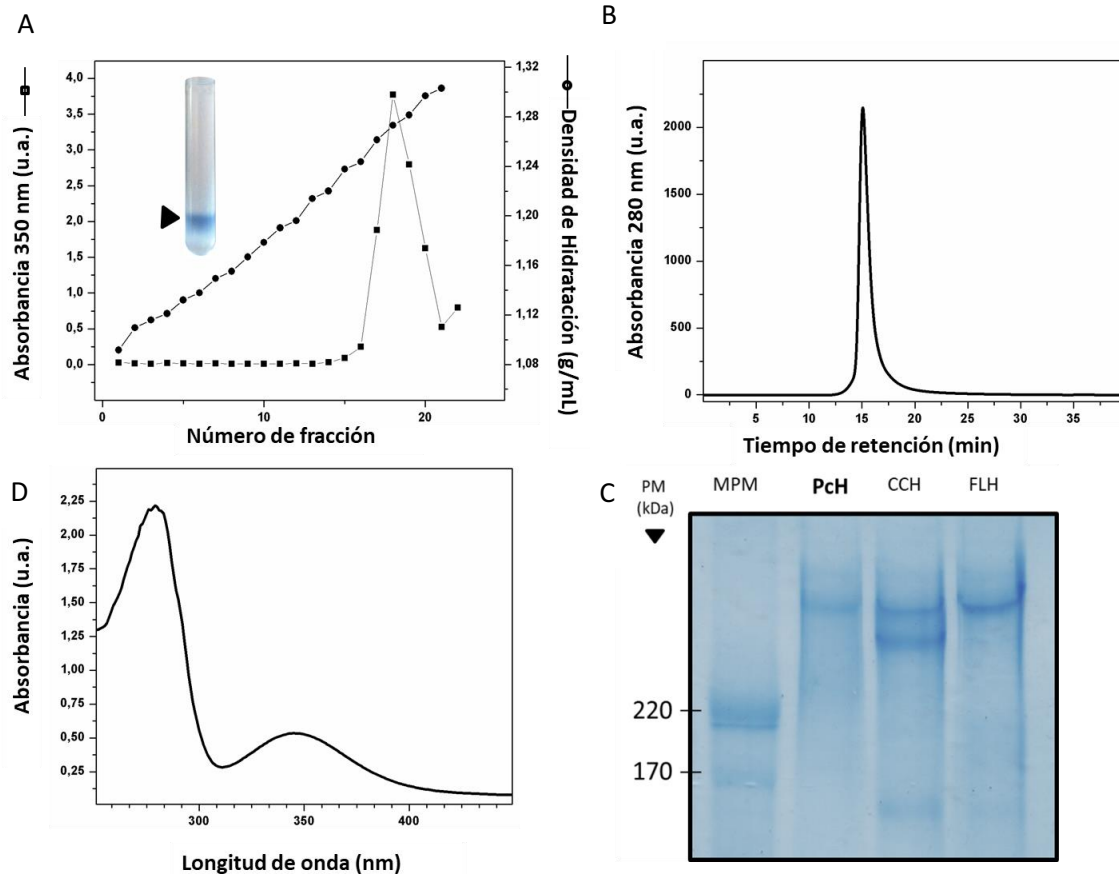 A
Absorbancia 350 nm (u.a.)
4,0
3,5
3,0
2,5
2,0
1,5
1,0
0,5
0,0
0
10
20
Número de fracción
1,32
1,28
1,24
1,20
1,16
1,12
1,08
Densidad de Hidratación (g/mL)
B
Absorbancia 280 nm (u.a.)
2000
1500
1000
500
0
5
10
15
20
25
30
35
Tiempo de retención (min)
D
Absorbancia (u.a.)
2,25
2,00
1,75
1,50
1,25
1,00
0,75
0,50
0,25
300
350
400
Longitud de onda (nm)
C
PM
(kDa)
MPM
PcH
CCH
FLH
220
170